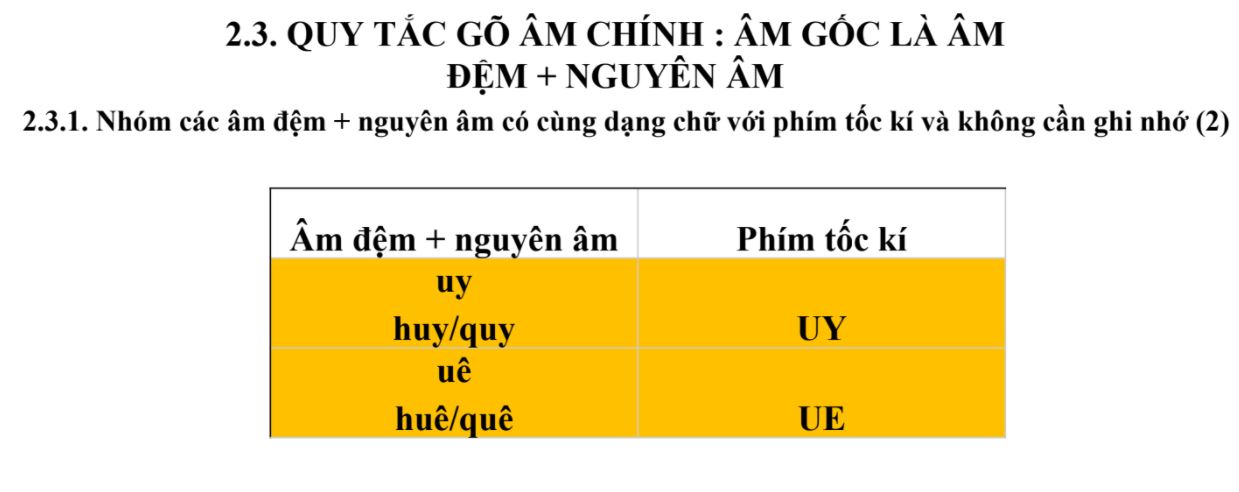 2.3. QUY TẮC GÕ ÂM CHÍNH : ÂM GỐC LÀ ÂM
ĐỆM + NGUYÊN ÂM
2.3.1. Nhóm các âm đệm + nguyên âm có cùng dạng chữ với phím tốc kí và không cần ghi nhớ (2)
Âm đệm + nguyên âm Phím tốc kí
uy
huy/quy UY
uê
huê/quê UE